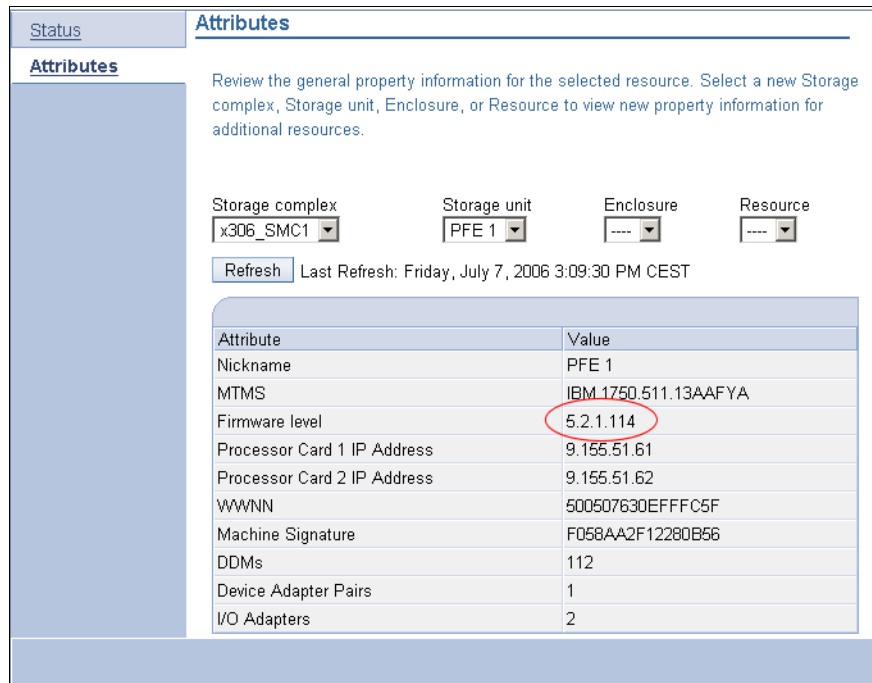 Status
Attributes
Attributes
Review the general property information for the selected resource. Select a new Storage
complex, Storage unit, Enclosure, or Resource to view new property information for
additional resources.
Storage complex Storage unit Enclosure Resource
x306_SMC1 PFE 1 ---- ----
Refresh Last Refresh: Friday, July 7, 2006 3:09:30 PM CEST
Attribute Value
Nickname PFE 1
MTMS IBM.1750.511.13AAFYA
Firmware level 5.2.1.114
Processor Card 1 IP Address 9.155.51.61
Processor Card 2 IP Address 9.155.51.62
WWNN 500507630EFFFC5F
Machine Signature F058AA2F12280B56
DDMs 112
Device Adapter Pairs 1
I/O Adapters 2